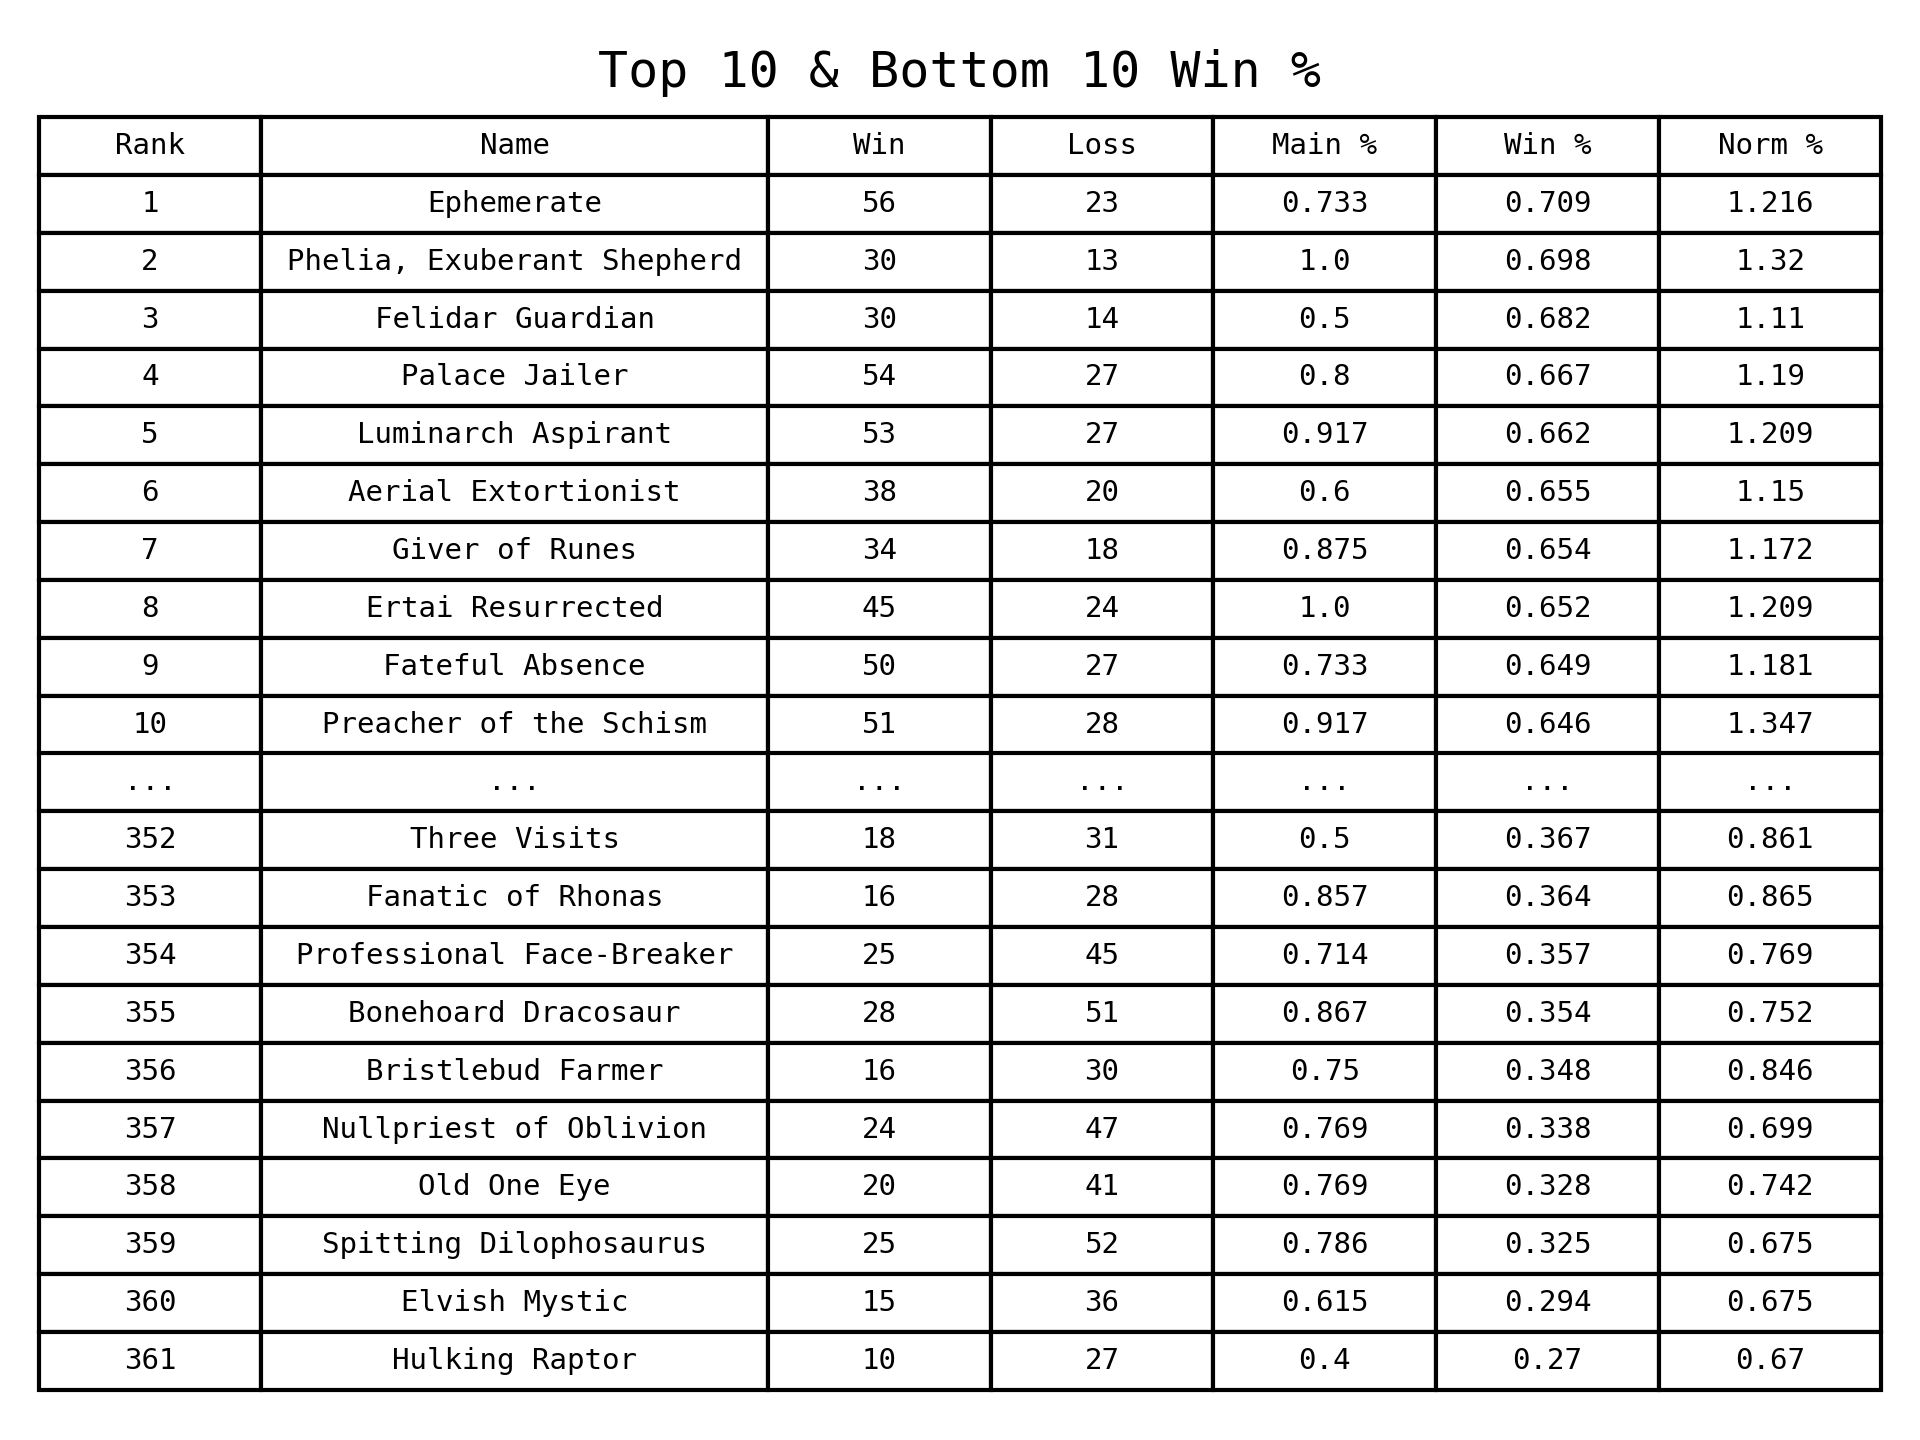 Top 10 & Bottom 10 Win %
Rank Name Win Loss Main % Win % Norm %
1 Ephemerate 56 23 0.733 0.709 1.216
2 Phelia, Exuberant Shepherd 30 13 1.0 0.698 1.32
3 Felidar Guardian 30 14 0.5 0.682 1.11
4 Palace Jailer 54 27 0.8 0.667 1.19
5 Luminarch Aspirant 53 27 0.917 0.662 1.209
6 Aerial Extortionist 38 20 0.6 0.655 1.15
7 Giver of Runes 34 18 0.875 0.654 1.172
8 Ertai Resurrected 45 24 1.0 0.652 1.209
9 Fateful Absence 50 27 0.733 0.649 1.181
10 Preacher of the Schism 51 28 0.917 0.646 1.347
... ... ... ... ... ... ...
352 Three Visits 18 31 0.5 0.367 0.861
353 Fanatic of Rhonas 16 28 0.857 0.364 0.865
354 Professional Face-Breaker 25 45 0.714 0.357 0.769
355 Bonehoard Dracosaur 28 51 0.867 0.354 0.752
356 Bristlebud Farmer 16 30 0.75 0.348 0.846
357 Nullpriest of Oblivion 24 47 0.769 0.338 0.699
358 Old One Eye 20 41 0.769 0.328 0.742
359 Spitting Dilophosaurus 25 52 0.786 0.325 0.675
360 Elvish Mystic 15 36 0.615 0.294 0.675
361 Hulking Raptor 10 27 0.4 0.27 0.67